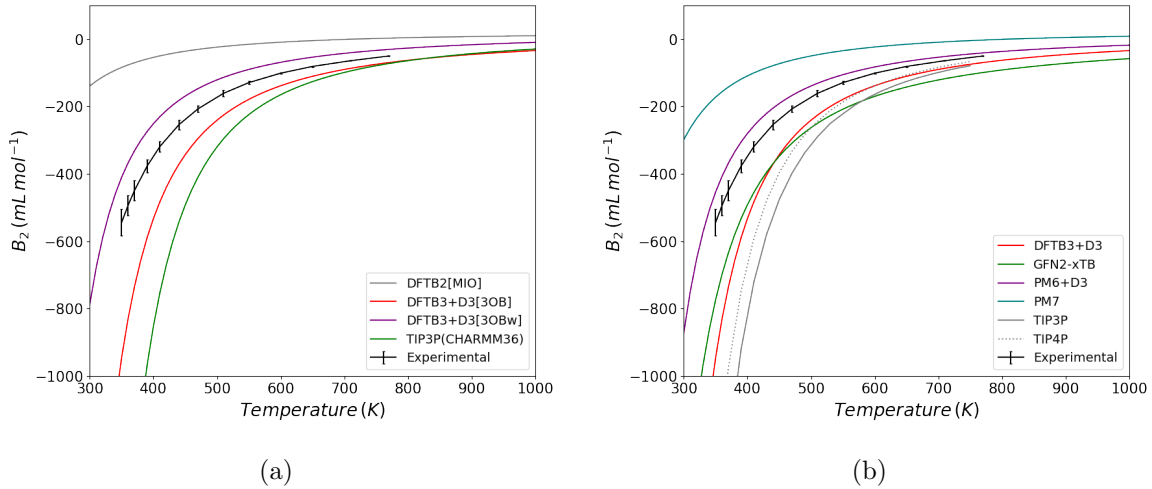 0
−200
−400
−600
−800
−1000
B₂ (mL mol⁻¹)
300 400 500 600 700 800 900 1000
Temperature (K)
DFTB2[MIO]
DFTB3+D3[3OB]
DFTB3+D3[3OBw]
TIP3P(CHARMM36)
Experimental
(a)
0
−200
−400
−600
−800
−1000
B₂ (mL mol⁻¹)
300 400 500 600 700 800 900 1000
Temperature (K)
DFTB3+D3
GFN2-xTB
PM6+D3
PM7
TIP3P
TIP4P
Experimental
(b)